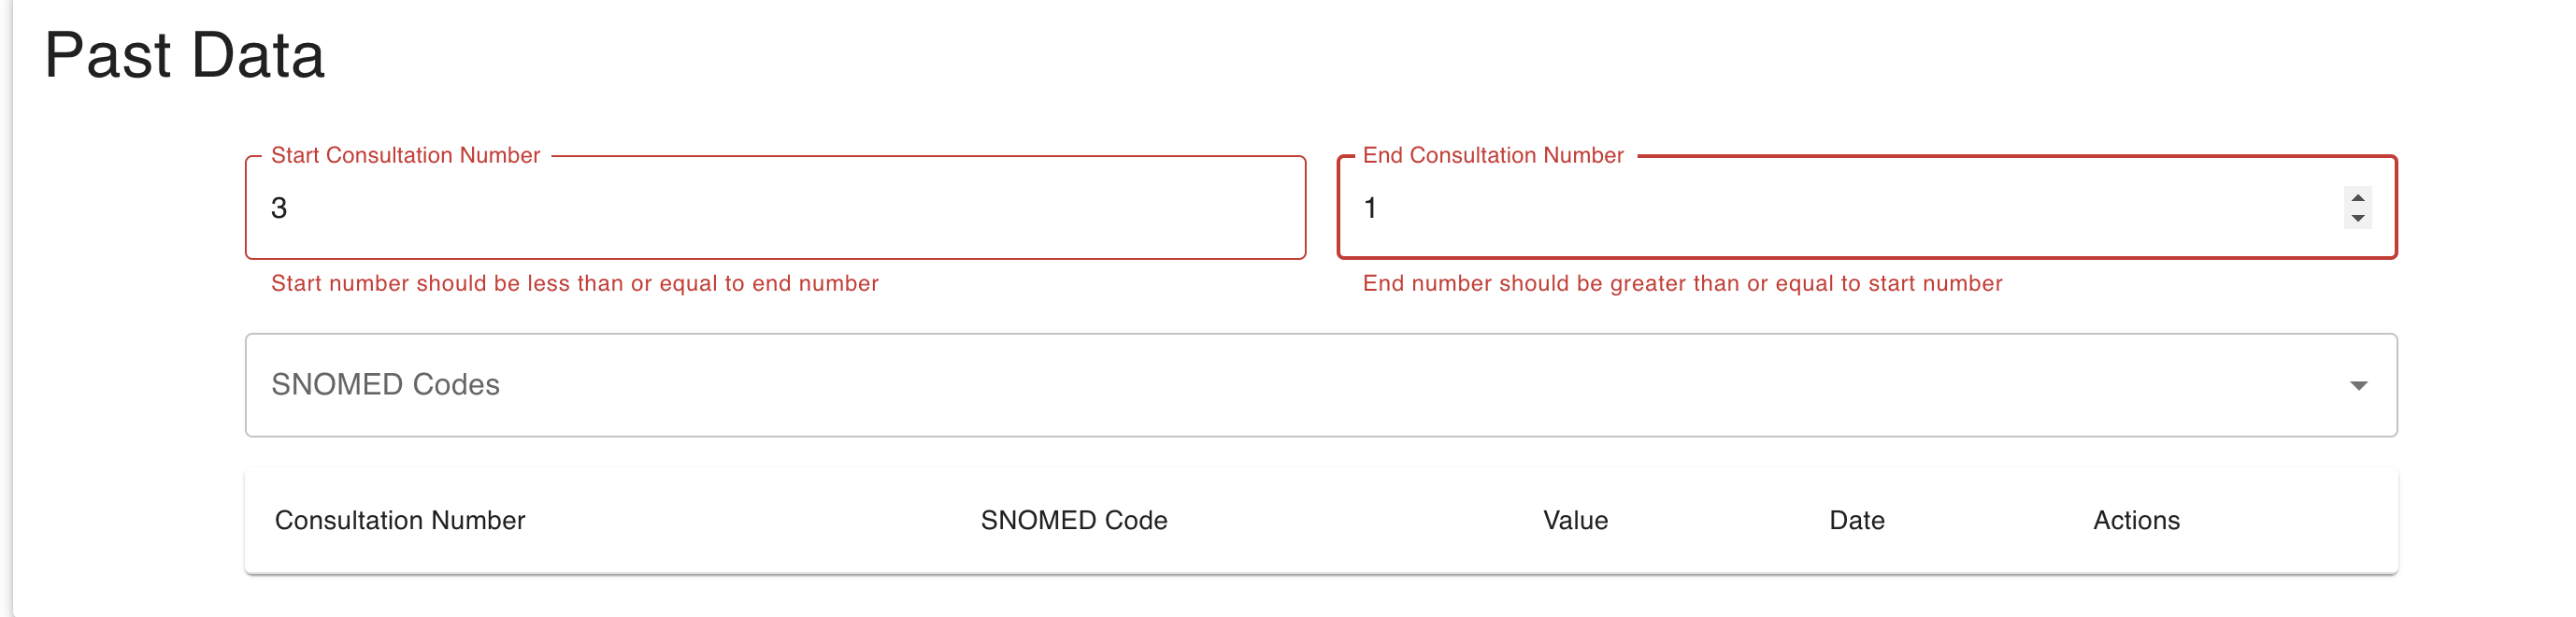 Past Data
Start Consultation Number
End Consultation Number
3
1
Start number should be less than or equal to end number
End number should be greater than or equal to start number
SNOMED Codes
Consultation Number SNOMED Code Value Date Actions